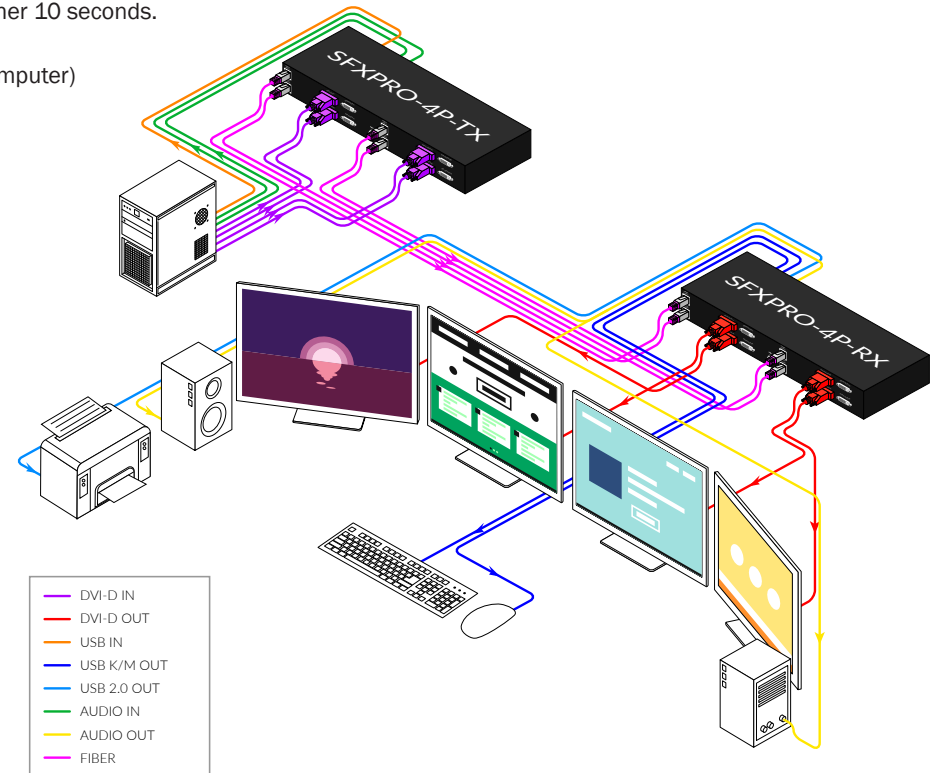 ner 10 seconds.
mputer)
SFXPRO-4P-TX
SFXPRO-4P-RX
DVI-D IN
DVI-D OUT
USB IN
USB K/M OUT
USB 2.0 OUT
AUDIO IN
AUDIO OUT
FIBER